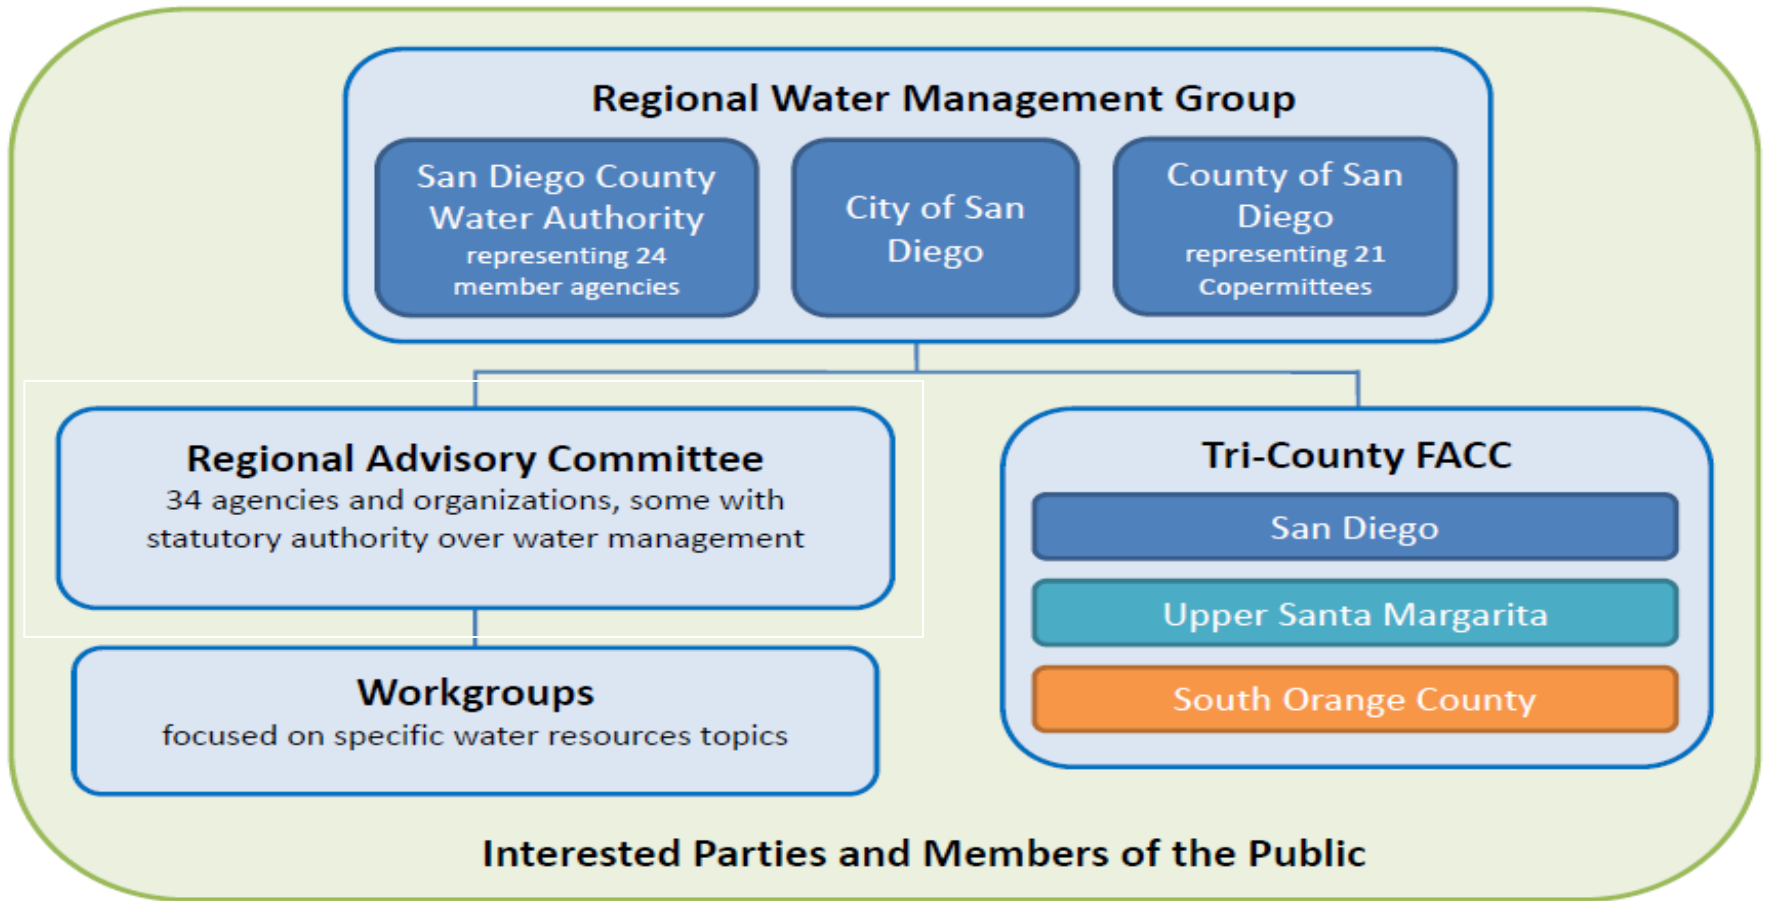 Regional Water Management Group
San Diego County
Water Authority
representing 24
member agencies
City of San
Diego
County of San
Diego
representing 21
Copermittees
Regional Advisory Committee
34 agencies and organizations, some with
statutory authority over water management
Tri-County FACC
San Diego
Upper Santa Margarita
South Orange County
Workgroups
focused on specific water resources topics
Interested Parties and Members of the Public